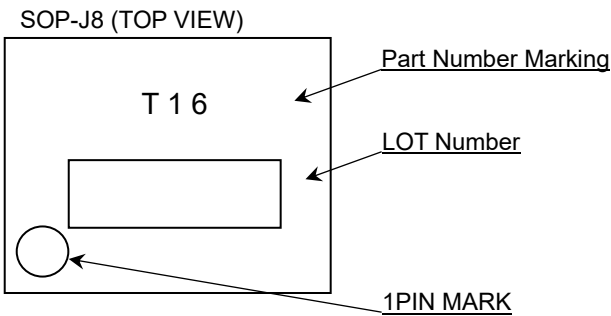 SOP-J8 (TOP VIEW)
Part Number Marking
T 1 6
LOT Number
1PIN MARK